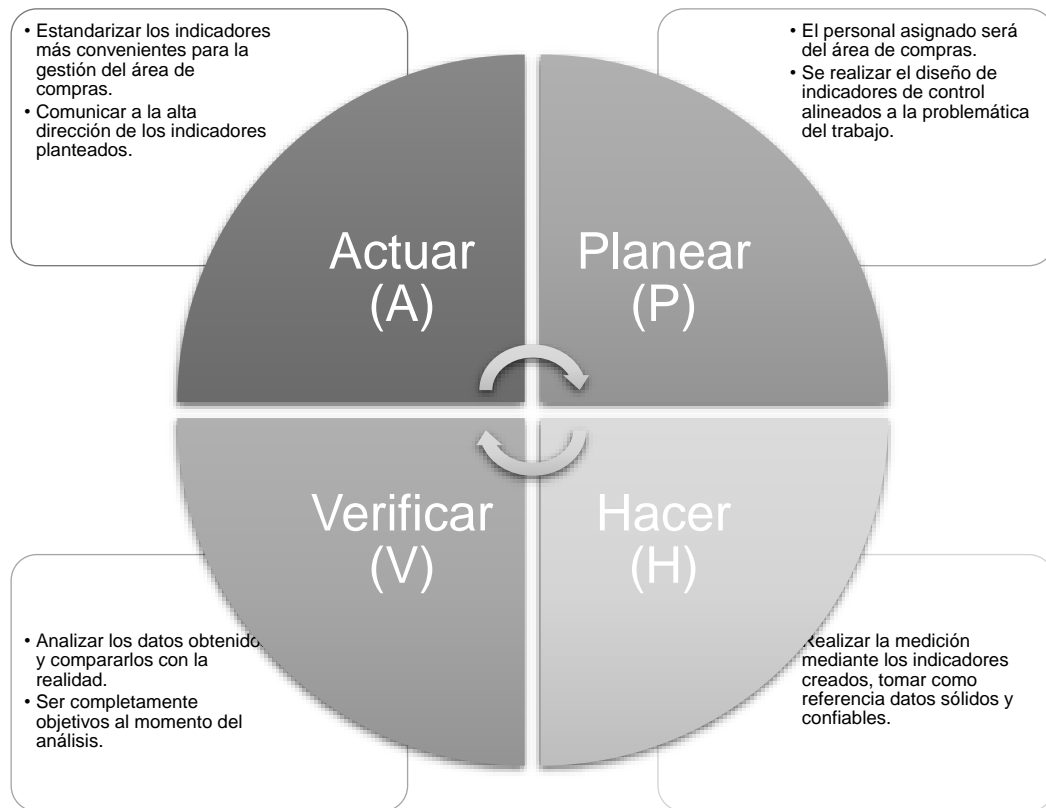 • Estandarizar los indicadores
más convenientes para la
gestión del área de
compras.
• Comunicar a la alta
dirección de los indicadores
planteados.
• El personal asignado será
del área de compras.
• Se realizar el diseño de
indicadores de control
alineados a la problemática
del trabajo.
Actuar
(A)
Planear
(P)
Verificar
(V)
Hacer
(H)
• Analizar los datos obtenido
y compararlos con la
realidad.
• Ser completamente
objetivos al momento del
análisis.
Realizar la medición
mediante los indicadores
creados, tomar como
referencia datos sólidos y
confiables.